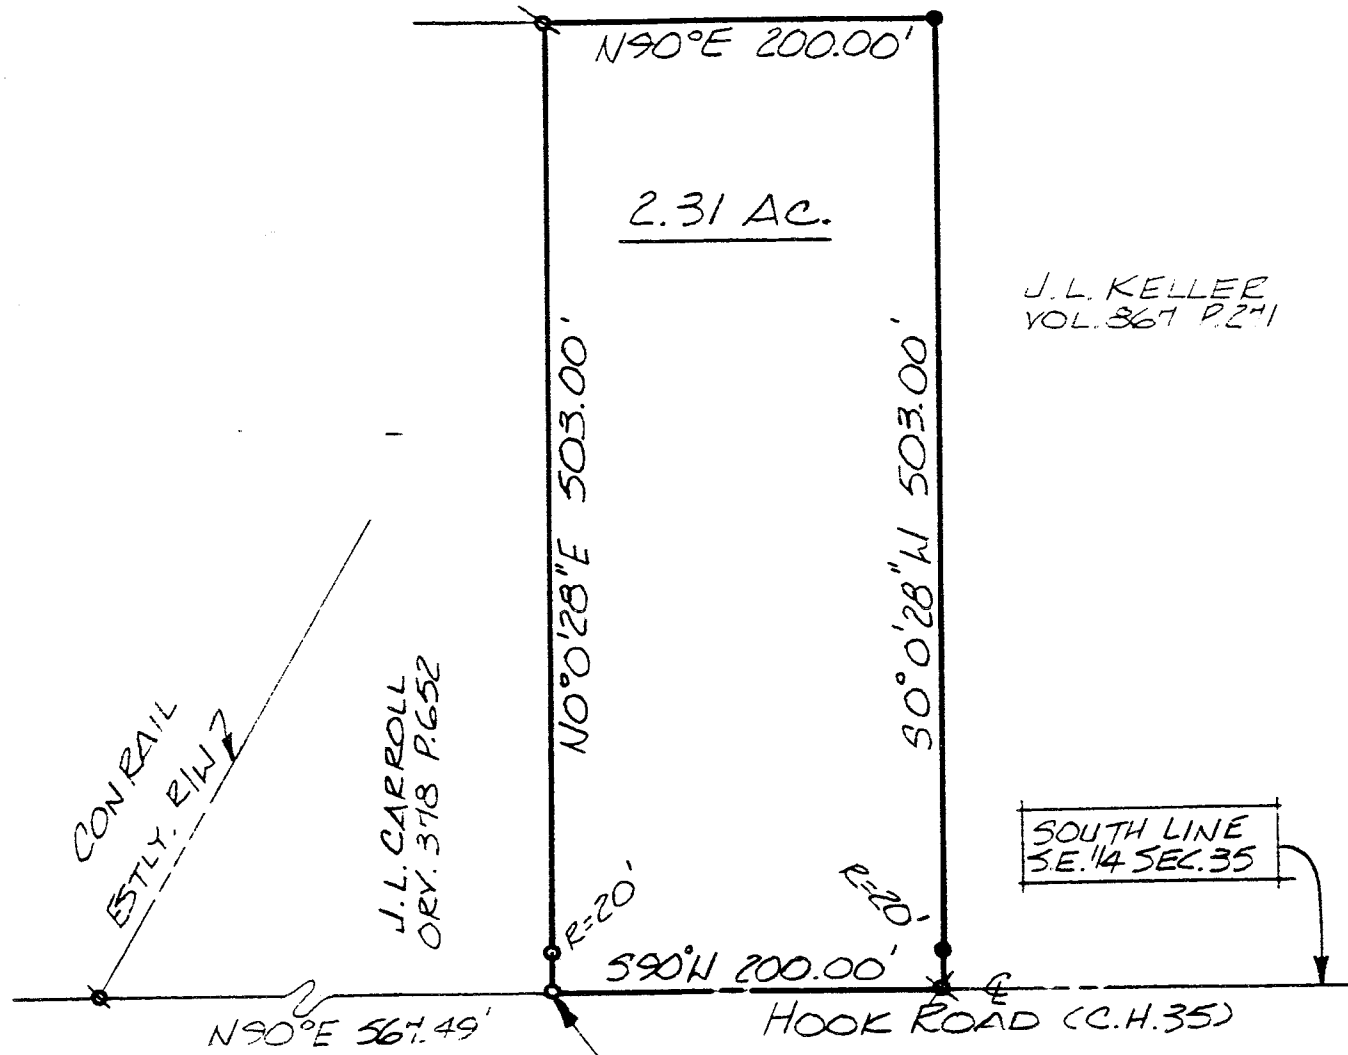 N90°E 200.00'
2.31 AC.
J.L. KELLER
VOL. 867 P.271
N0°0'28"E 503.00'
S0°0'28"W 503.00'
CONRAIL
ESTLY. R/W
J.L. CARROLL
ORV. 378 P.652
SOUTH LINE
S.E. 1/4 SEC. 35
R=20'
R=20'
S90°W 200.00'
℄
N90°E 567.49'
HOOK ROAD (C.H.35)